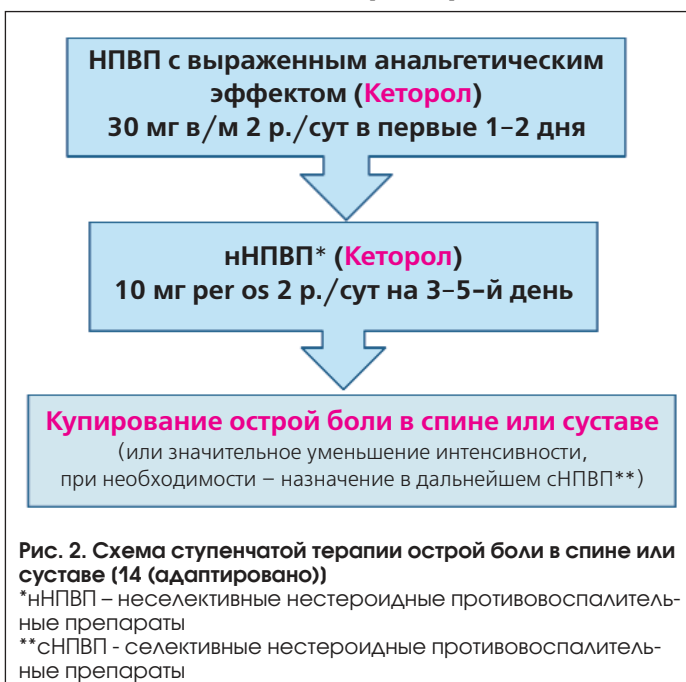 НПВП с выраженным анальгетическим
эффектом (Кеторол)
30 мг в/м 2 р./сут в первые 1–2 дня
нНПВП* (Кеторол)
10 мг per os 2 р./сут на 3–5-й день
Купирование острой боли в спине или суставе
(или значительное уменьшение интенсивности,
при необходимости – назначение в дальнейшем сНПВП**)
Рис. 2. Схема ступенчатой терапии острой боли в спине или
суставе (14 (адаптировано))
*нНПВП – неселективные нестероидные противовоспалитель-
ные препараты
**сНПВП - селективные нестероидные противовоспалитель-
ные препараты